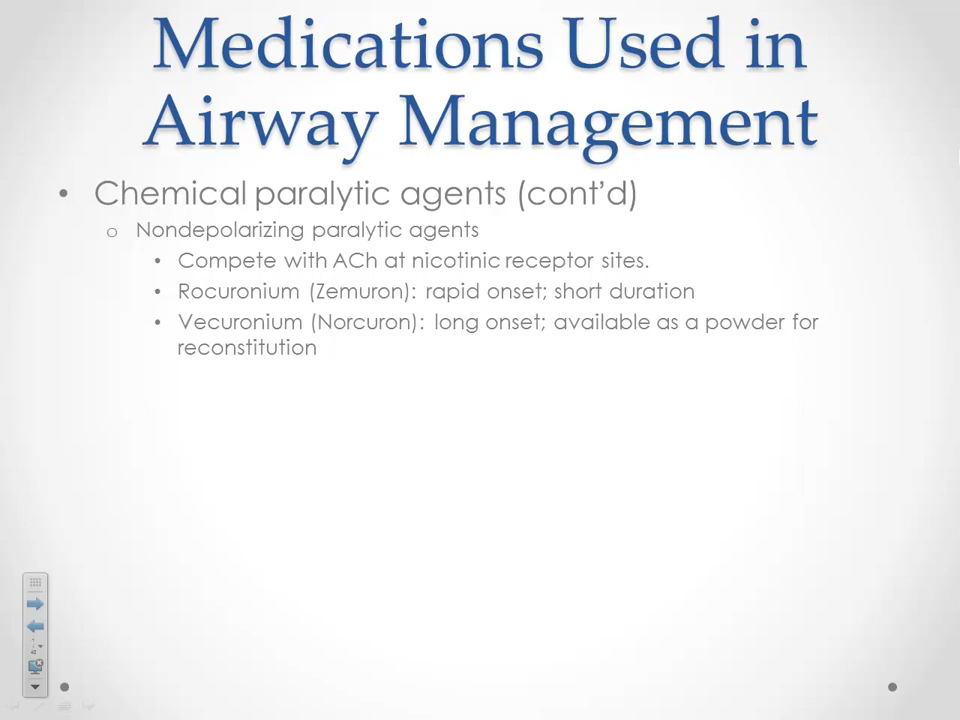 Medications Used in
Airway Management
• Chemical paralytic agents (cont’d)
o Nondepolarizing paralytic agents
• Compete with ACh at nicotinic receptor sites.
• Rocuronium (Zemuron): rapid onset; short duration
• Vecuronium (Norcuron): long onset; available as a powder for
reconstitution